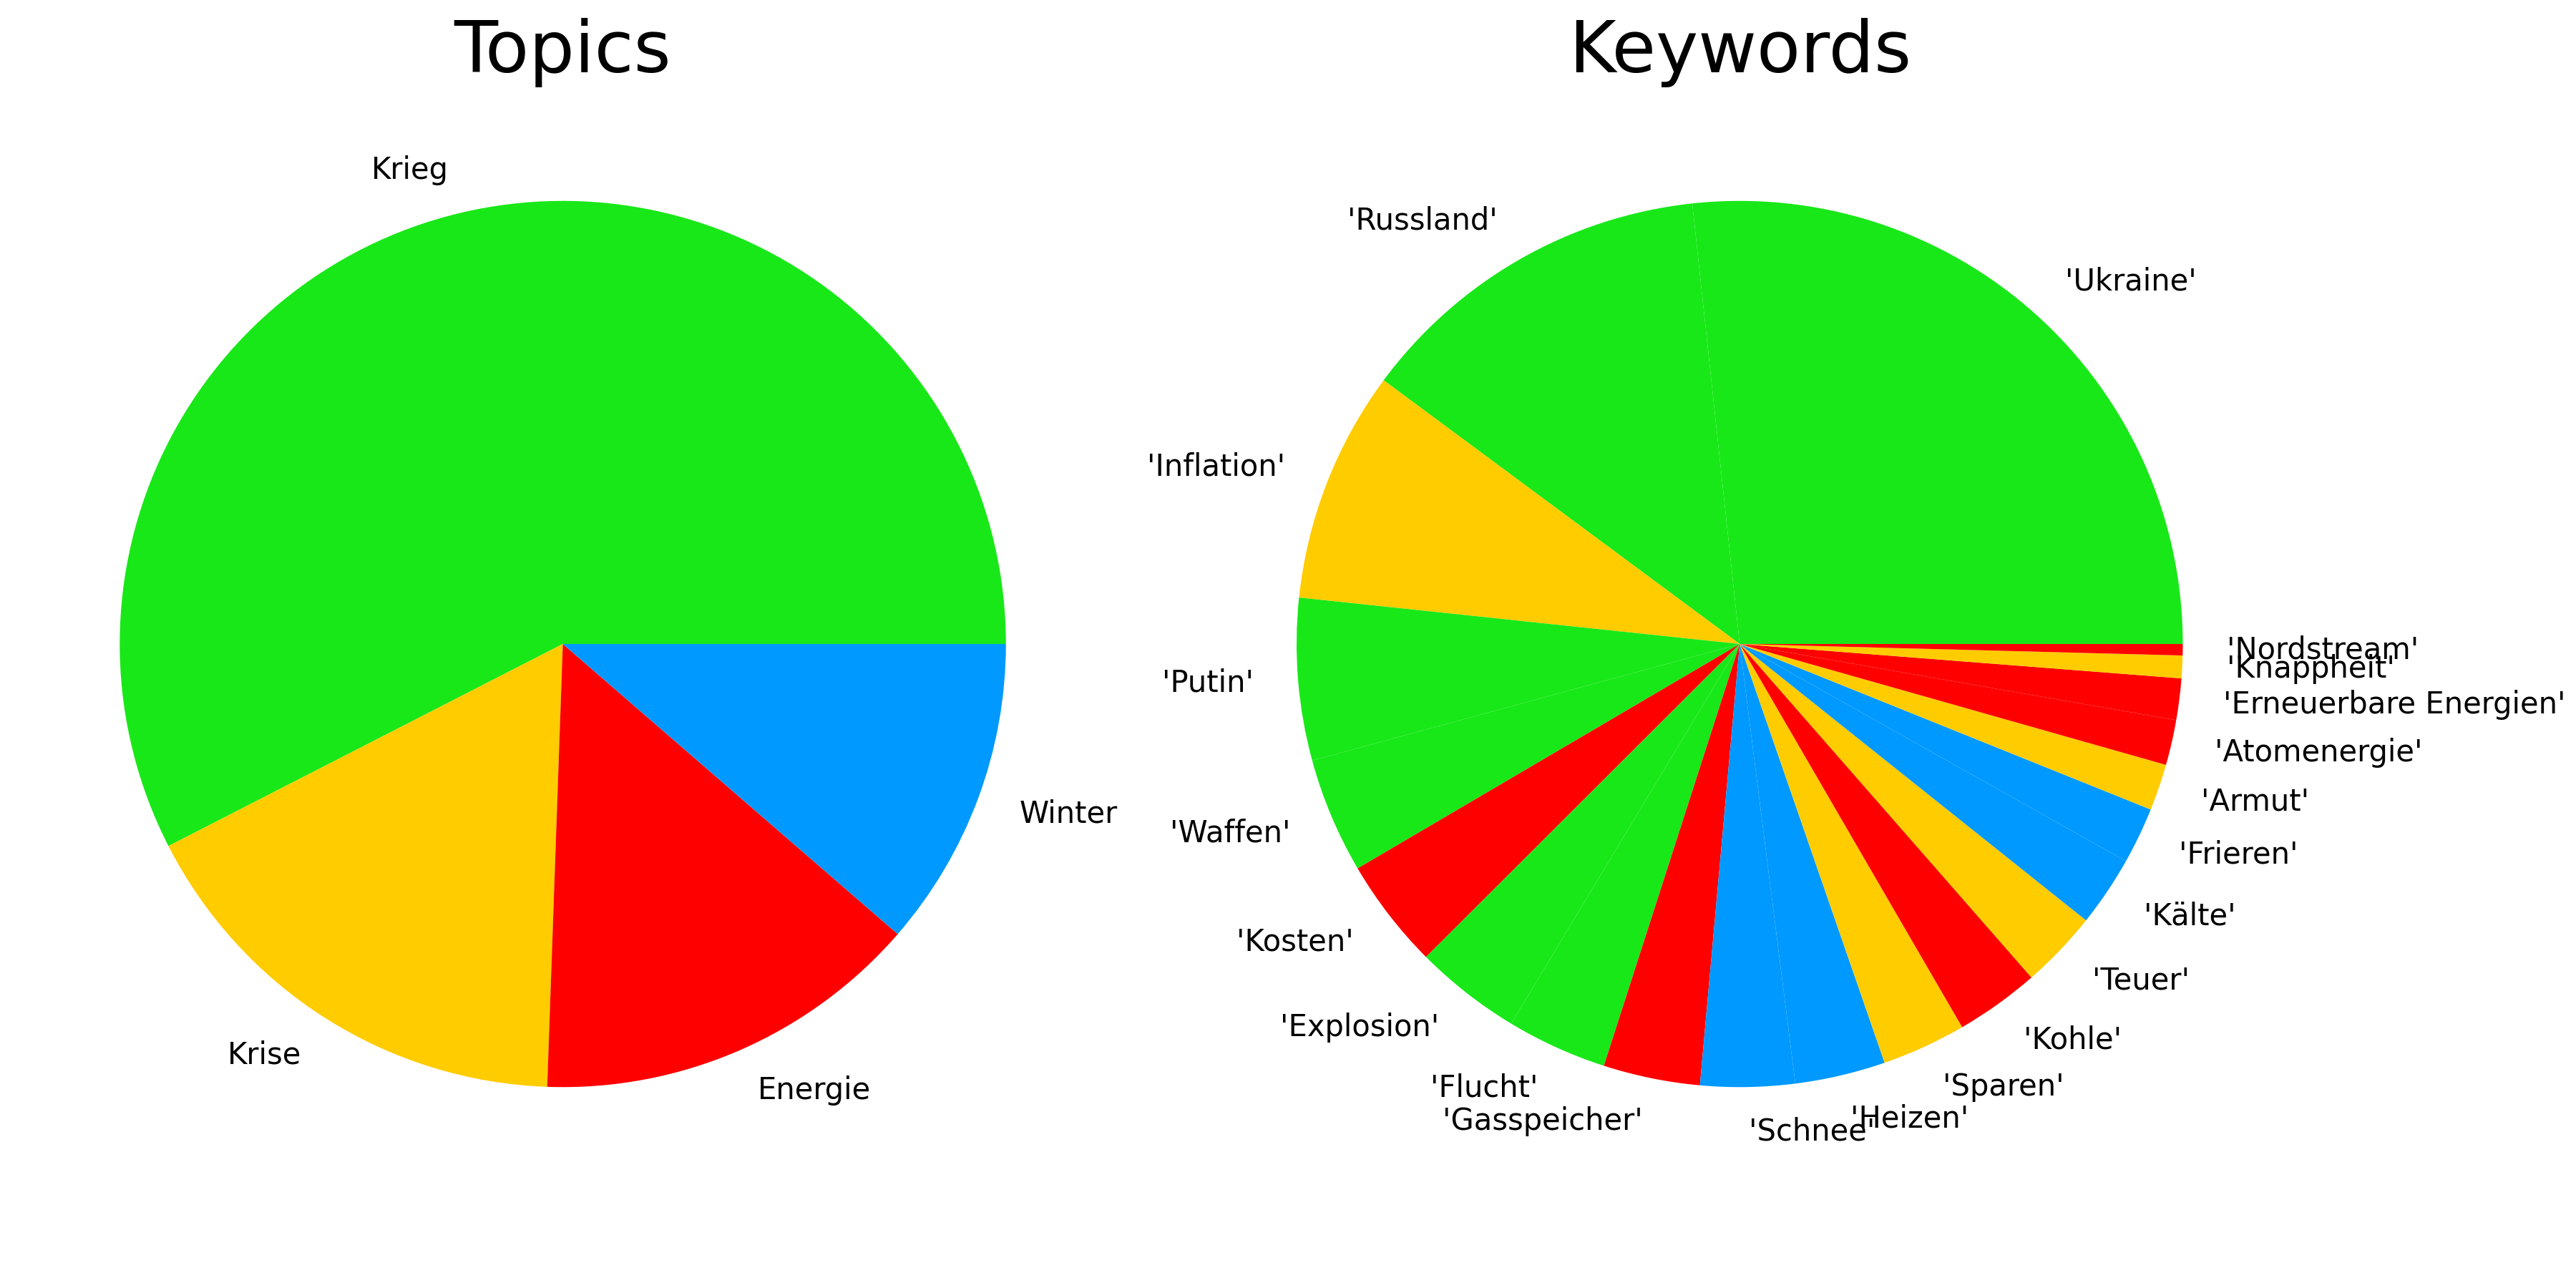 Topics
Krieg
Krise
Energie
Winter
Keywords
'Ukraine'
'Russland'
'Inflation'
'Putin'
'Waffen'
'Kosten'
'Explosion'
'Flucht'
'Gasspeicher'
'Schnee'
'Heizen'
'Sparen'
'Kohle'
'Teuer'
'Kälte'
'Frieren'
'Armut'
'Atomenergie'
'Erneuerbare Energien'
'Knappheit'
'Nordstream'